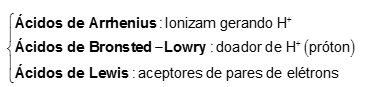 Ácidos de Arrhenius : Ionizam gerando H⁺
Ácidos de Bronsted – Lowry : doador de H⁺ (próton)
Ácidos de Lewis : aceptores de pares de elétrons